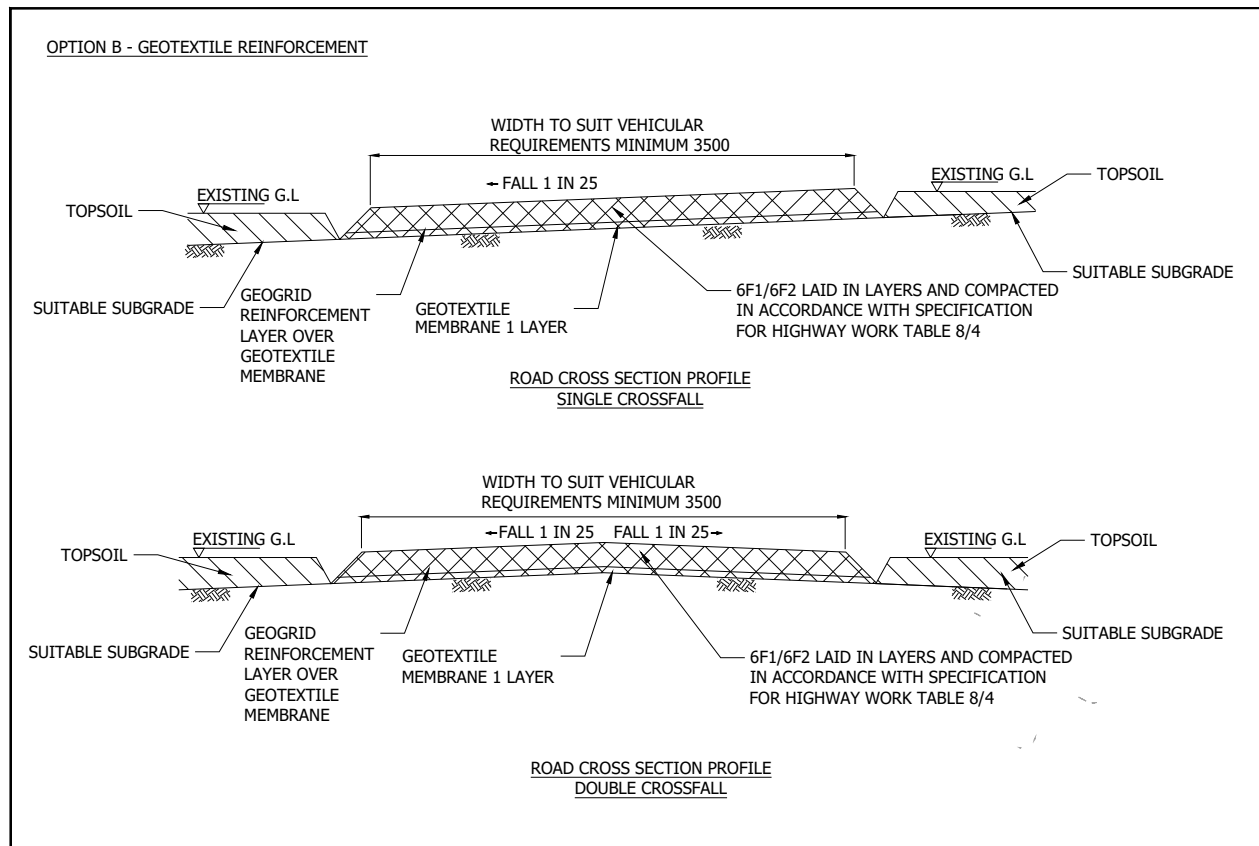 OPTION B - GEOTEXTILE REINFORCEMENT
WIDTH TO SUIT VEHICULAR
REQUIREMENTS MINIMUM 3500
FALL 1 IN 25
EXISTING G.L
TOPSOIL
EXISTING G.L
TOPSOIL
SUITABLE SUBGRADE
SUITABLE SUBGRADE
GEOGRID
REINFORCEMENT
LAYER OVER
GEOTEXTILE
MEMBRANE
GEOTEXTILE
MEMBRANE 1 LAYER
6F1/6F2 LAID IN LAYERS AND COMPACTED
IN ACCORDANCE WITH SPECIFICATION
FOR HIGHWAY WORK TABLE 8/4
ROAD CROSS SECTION PROFILE
SINGLE CROSSFALL
WIDTH TO SUIT VEHICULAR
REQUIREMENTS MINIMUM 3500
FALL 1 IN 25 FALL 1 IN 25
EXISTING G.L
TOPSOIL
EXISTING G.L
TOPSOIL
SUITABLE SUBGRADE
SUITABLE SUBGRADE
GEOGRID
REINFORCEMENT
LAYER OVER
GEOTEXTILE
MEMBRANE
GEOTEXTILE
MEMBRANE 1 LAYER
6F1/6F2 LAID IN LAYERS AND COMPACTED
IN ACCORDANCE WITH SPECIFICATION
FOR HIGHWAY WORK TABLE 8/4
ROAD CROSS SECTION PROFILE
DOUBLE CROSSFALL